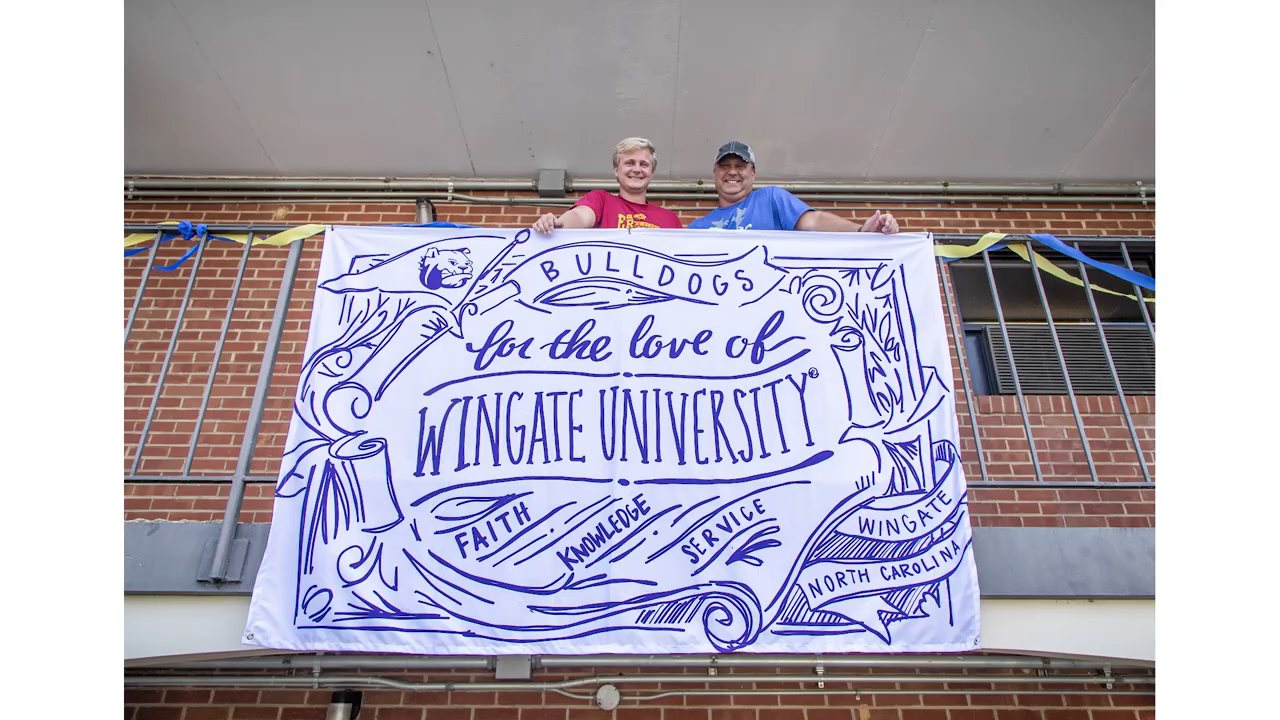 BULLDOGS
for the love of
WINGATE UNIVERSITY®
FAITH
KNOWLEDGE
SERVICE
WINGATE
NORTH CAROLINA